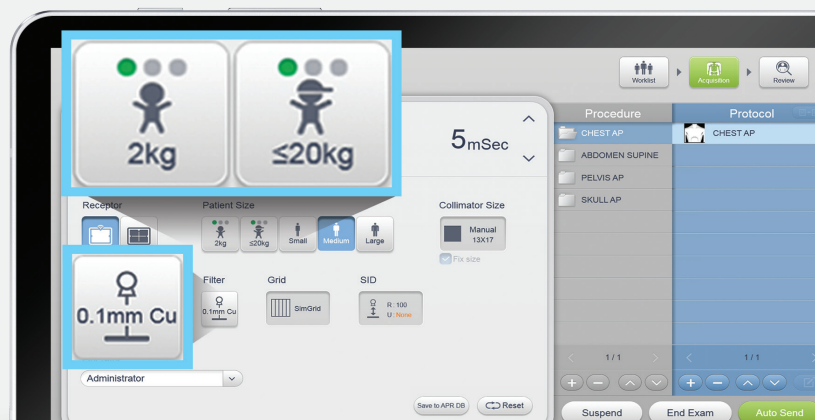 2kg
≤20kg
5mSec
Worklist
Acquisition
Review
Procedure
Protocol
CHEST AP
CHEST AP
ABDOMEN SUPINE
PELVIS AP
SKULL AP
Receptor
Patient Size
Collimator Size
2kg
≤20kg
Small
Medium
Large
Manual
13X17
Fix size
0.1mm Cu
Filter
Grid
SID
0.1mm Cu
SimGrid
R : 100
U : None
1 / 1
1 / 1
Administrator
Save to APR DB
Reset
Suspend
End Exam
Auto Send